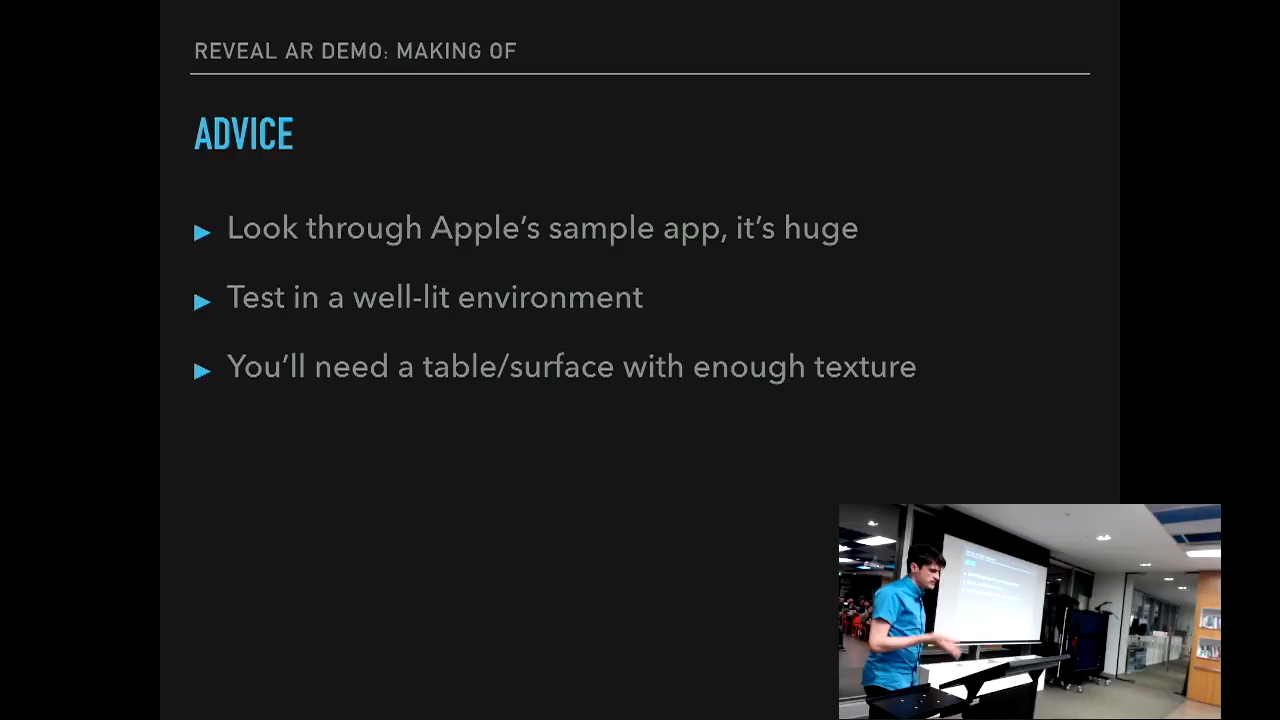 REVEAL AR DEMO: MAKING OF
ADVICE
▶ Look through Apple’s sample app, it’s huge
▶ Test in a well-lit environment
▶ You’ll need a table/surface with enough texture